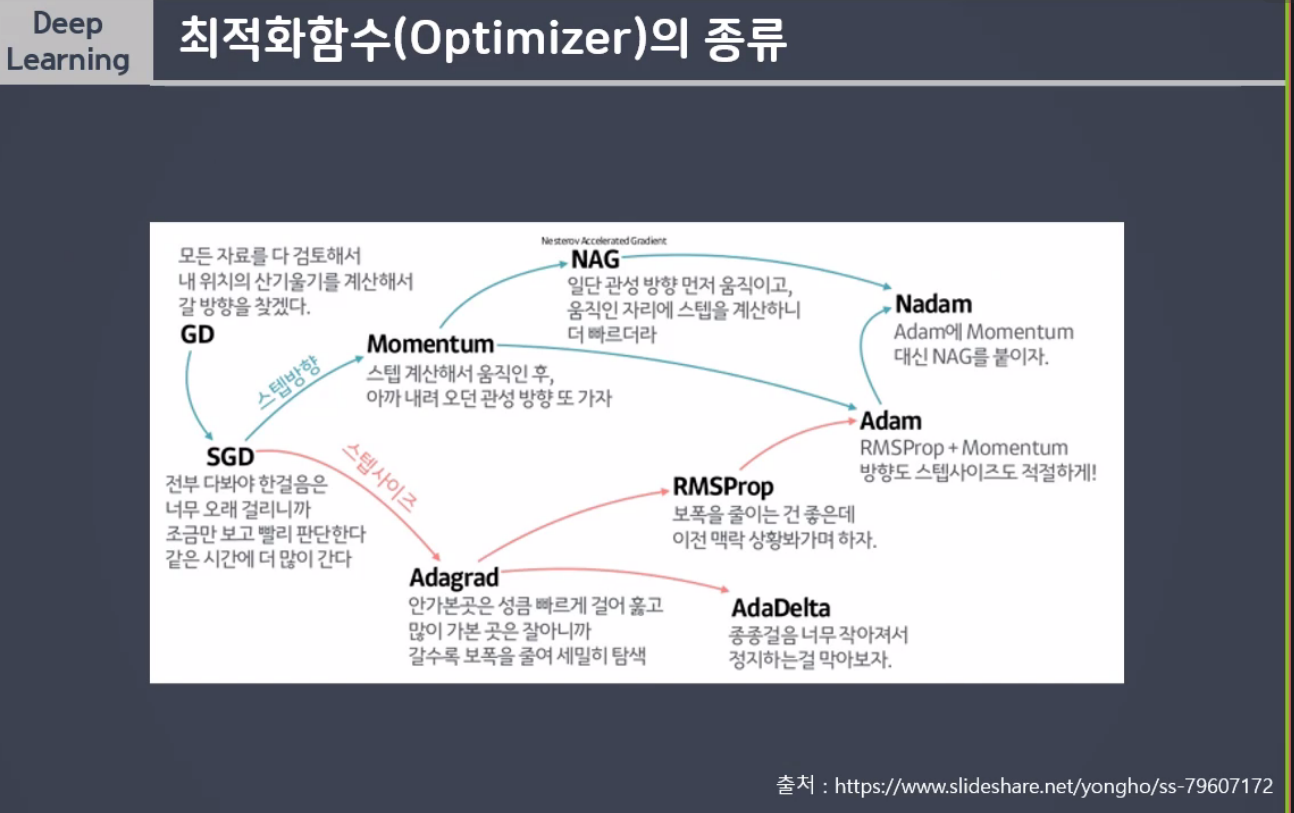 Deep
Learning
최적화함수(Optimizer)의 종류
모든 자료를 다 검토해서
내 위치의 산기울기를 계산해서
갈 방향을 찾겠다.
GD
스텝방향
SGD
전부 다봐야 한걸음은
너무 오래 걸리니까
조금만 보고 빨리 판단한다
같은 시간에 더 많이 간다
스텝사이즈
Momentum
스텝 계산해서 움직인 후,
아까 내려 오던 관성 방향 또 가자
Nesterov Accelerated Gradient
NAG
일단 관성 방향 먼저 움직이고,
움직인 자리에 스텝을 계산하니
더 빠르더라
Nadam
Adam에 Momentum
대신 NAG를 붙이자.
Adam
RMSProp + Momentum
방향도 스텝사이즈도 적절하게!
RMSProp
보폭을 줄이는 건 좋은데
이전 맥락 상황봐가며 하자.
Adagrad
안가본곳은 성큼 빠르게 걸어 훑고
많이 가본 곳은 잘아니까
갈수록 보폭을 줄여 세밀히 탐색
AdaDelta
종종걸음 너무 작아져서
정지하는걸 막아보자.
출처 : https://www.slideshare.net/yongho/ss-79607172